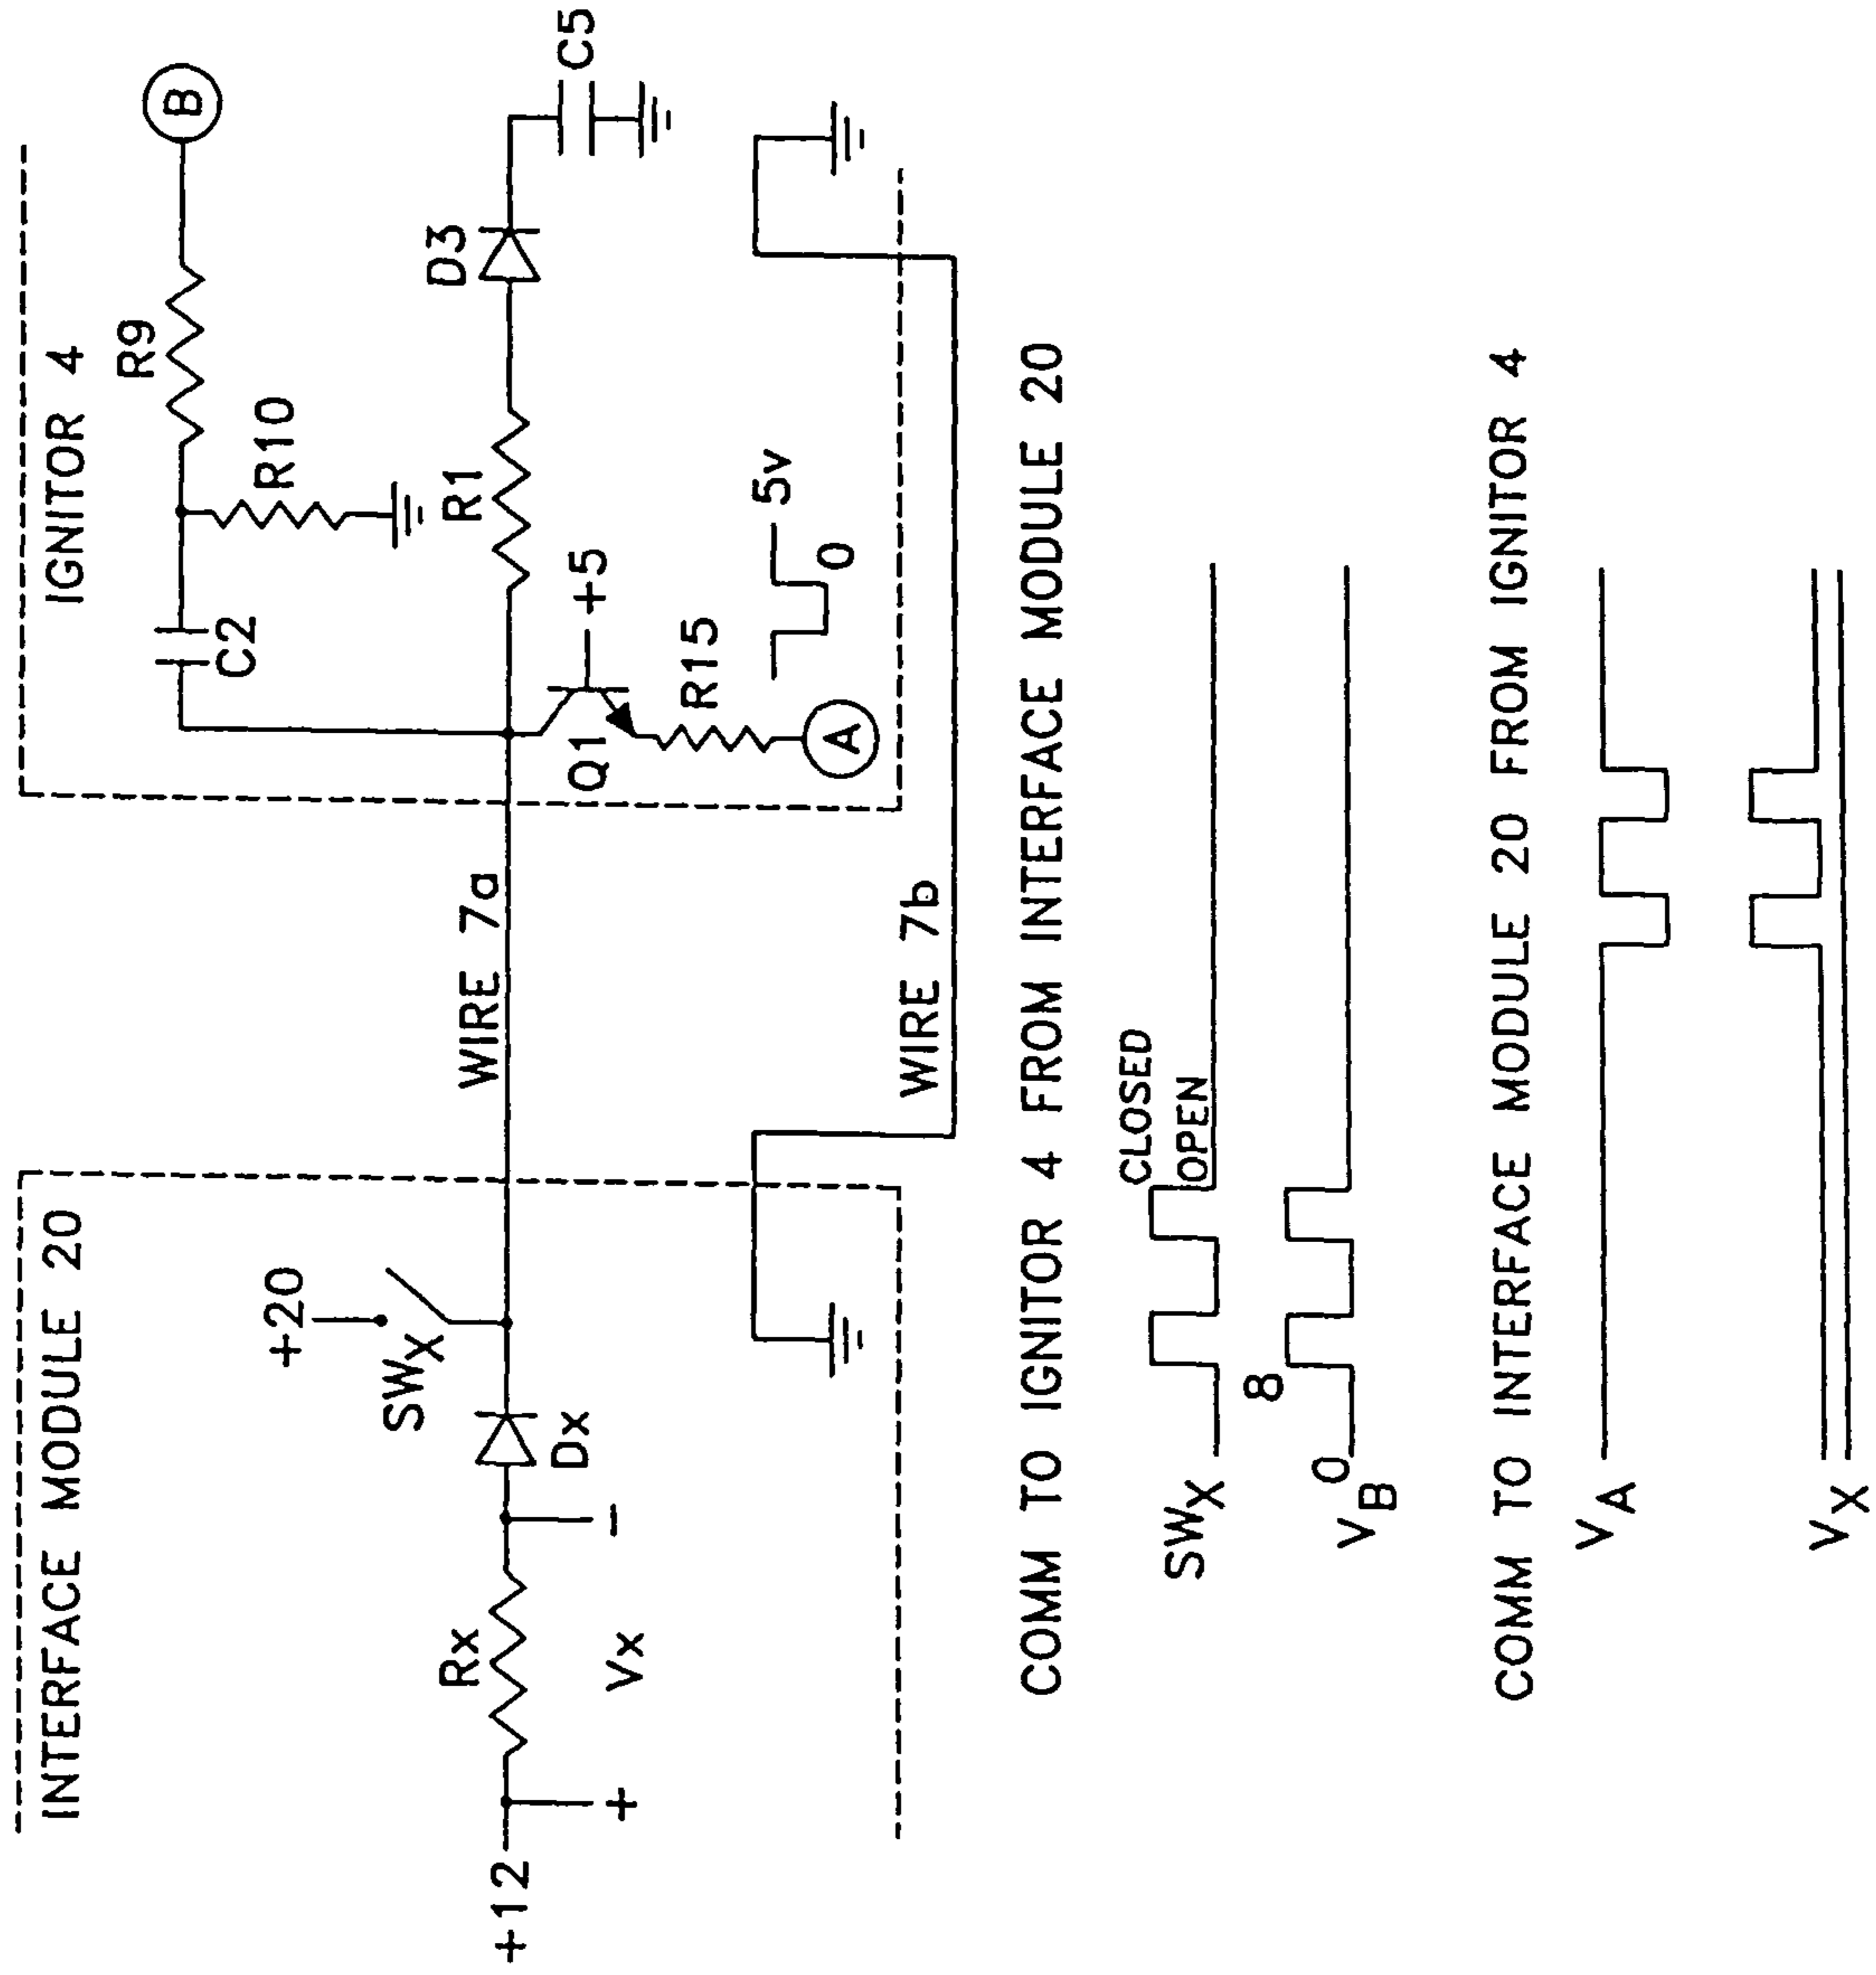 INTERFACE MODULE 20
IGNITOR 4
+12
Rx
+
Vx
-
Dx
+20
SWX
WIRE 7a
WIRE 7b
C2
R9
B
R10
Q1
+5
R15
A
R1
D3
C5
5v
0
COMM TO IGNITOR 4 FROM INTERFACE MODULE 20
SWX
CLOSED
OPEN
VB
8
0
COMM TO INTERFACE MODULE 20 FROM IGNITOR 4
VA
VX